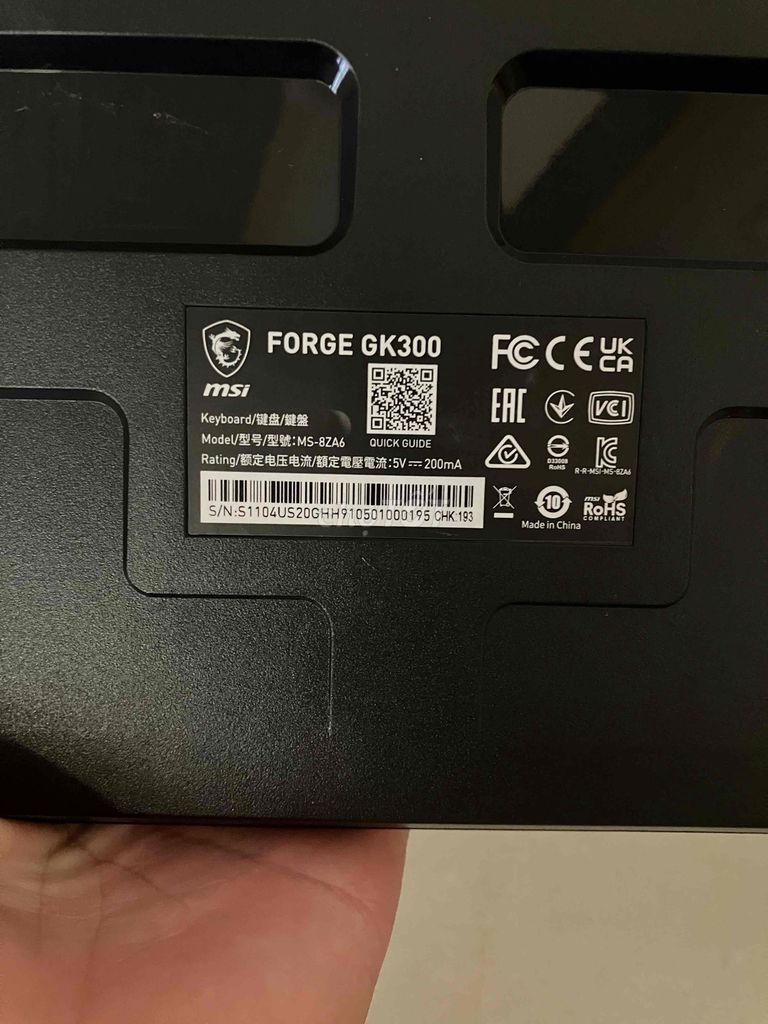 FORGE GK300
msi
Keyboard/键盘/鍵盤
QUICK GUIDE
Model/型号/型號:MS-8ZA6
Rating/额定电压电流/額定電壓電流:5V⎓200mA
S/N:S1104US20GHH910501000195 CHK:193
FC CE UK CA
EAC VCI
D33008
RoHS
R-R-MSI-MS-8ZA6
10
Made in China
msi
RoHS
COMPLIANT